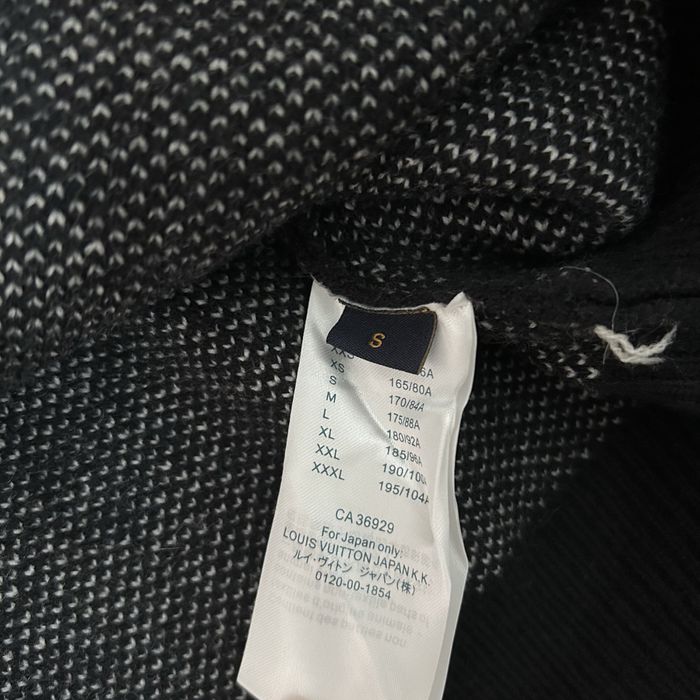 S
XXS
XS 165/80A
S 170/84A
M 175/88A
L 180/92A
XL 185/96A
XXL 190/100A
XXXL 195/104A
CA 36929
For Japan only:
LOUIS VUITTON JAPAN K.K.
ルイ・ヴィトン ジャパン(株)
0120-00-1854